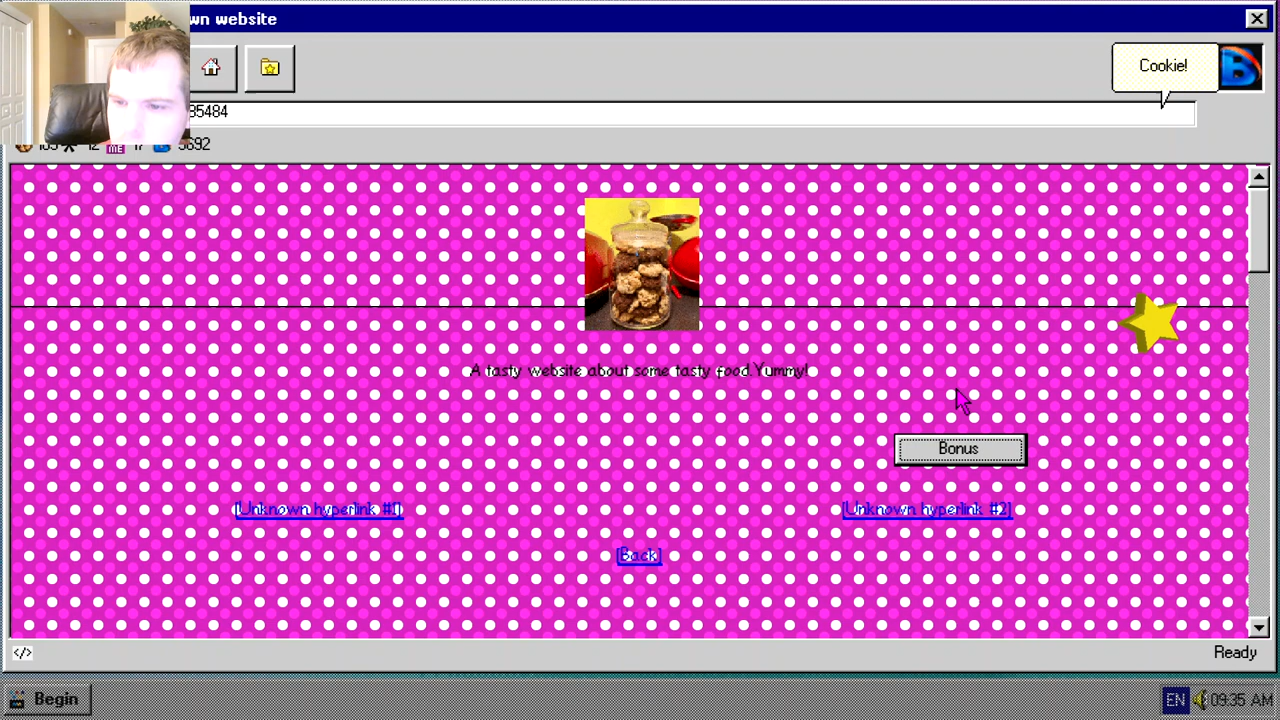 wn website
Cookie!
35484
12 17 5692
A tasty website about some tasty food.Yummy!
Bonus
[Unknown hyperlink #1] [Unknown hyperlink #2]
[Back]
</> Ready
Begin EN 09:35 AM